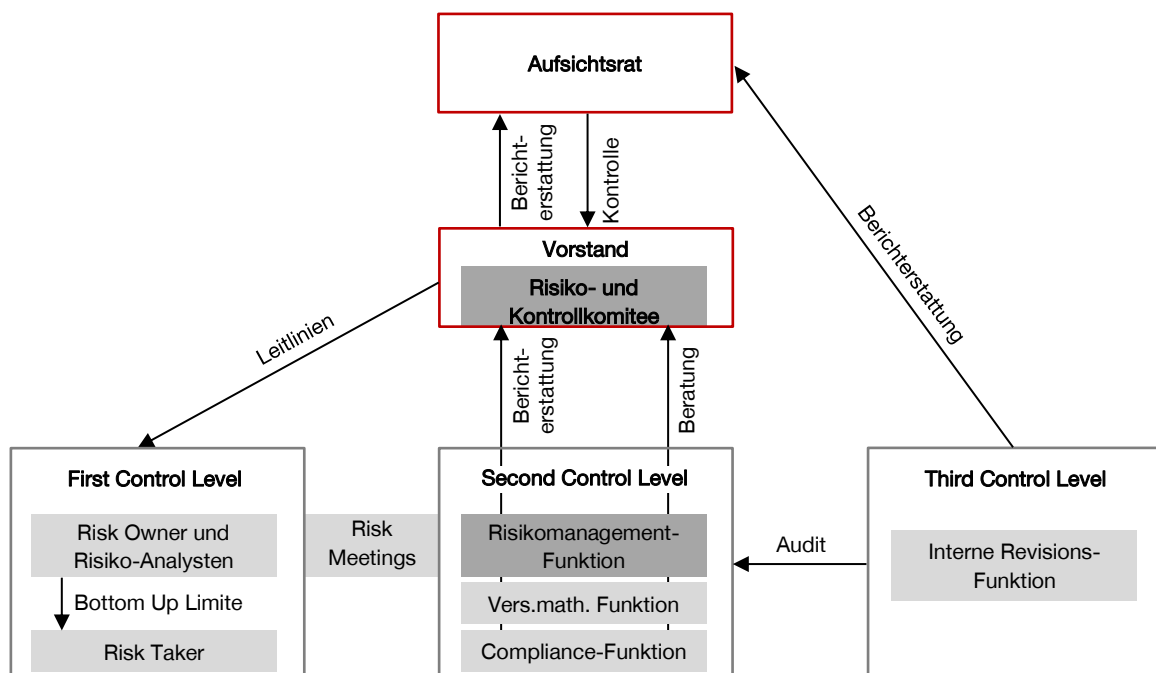 Aufsichtsrat
Bericht-
erstattung
Kontrolle
Berichterstattung
Vorstand
Risiko- und
Kontrollkomitee
Leitlinien
Bericht-
erstattung
Beratung
First Control Level
Risk Owner und
Risiko-Analysten
Bottom Up Limite
Risk Taker
Risk
Meetings
Second Control Level
Risikomanagement-
Funktion
Vers.math. Funktion
Compliance-Funktion
Audit
Third Control Level
Interne Revisions-
Funktion